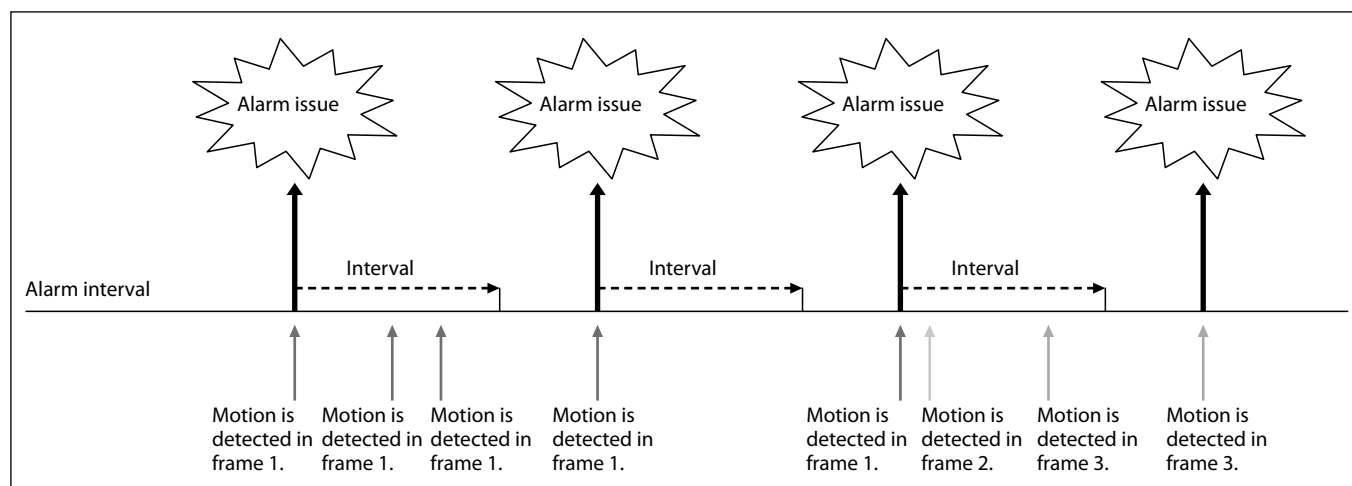 Alarm issue
Alarm issue
Alarm issue
Alarm issue
Interval
Interval
Interval
Alarm interval
Motion is
detected in
frame 1.
Motion is
detected in
frame 1.
Motion is
detected in
frame 1.
Motion is
detected in
frame 1.
Motion is
detected in
frame 1.
Motion is
detected in
frame 2.
Motion is
detected in
frame 3.
Motion is
detected in
frame 3.